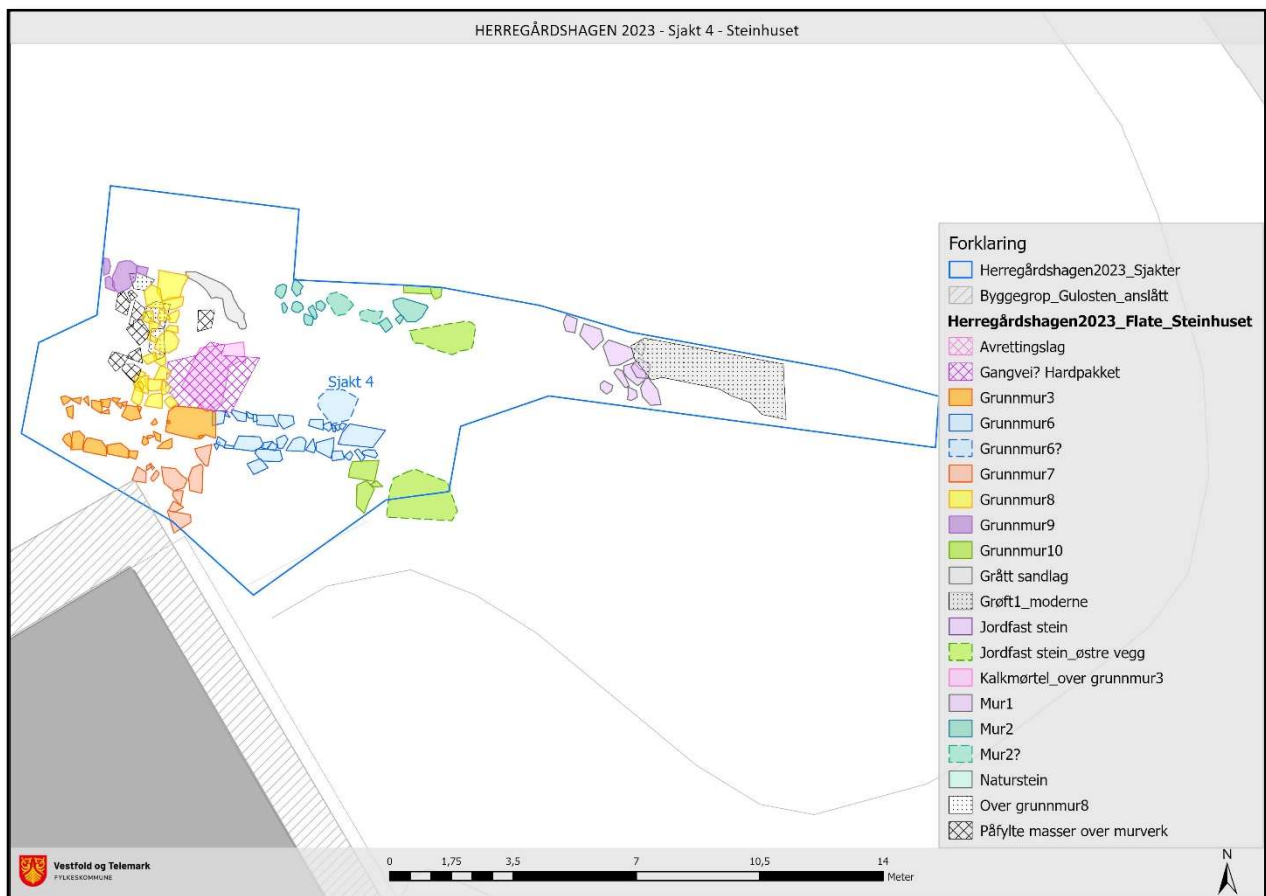 HERREGÅRDSHAGEN 2023 - Sjakt 4 - Steinhuset
Sjakt 4
Forklaring
Herregårdshagen2023_Sjakter
Byggegrop_Gulosten_anslått
Herregårdshagen2023_Flate_Steinhuset
Avrettingslag
Gangvei? Hardpakket
Grunnmur3
Grunnmur6
Grunnmur6?
Grunnmur7
Grunnmur8
Grunnmur9
Grunnmur10
Grått sandlag
Grøft1_moderne
Jordfast stein
Jordfast stein_østre vegg
Kalkmørtel_over grunnmur3
Mur1
Mur2
Mur2?
Naturstein
Over grunnmur8
Påfylte masser over murverk
Vestfold og Telemark
FYLKESKOMMUNE
0 1,75 3,5 7 10,5 14
Meter
N